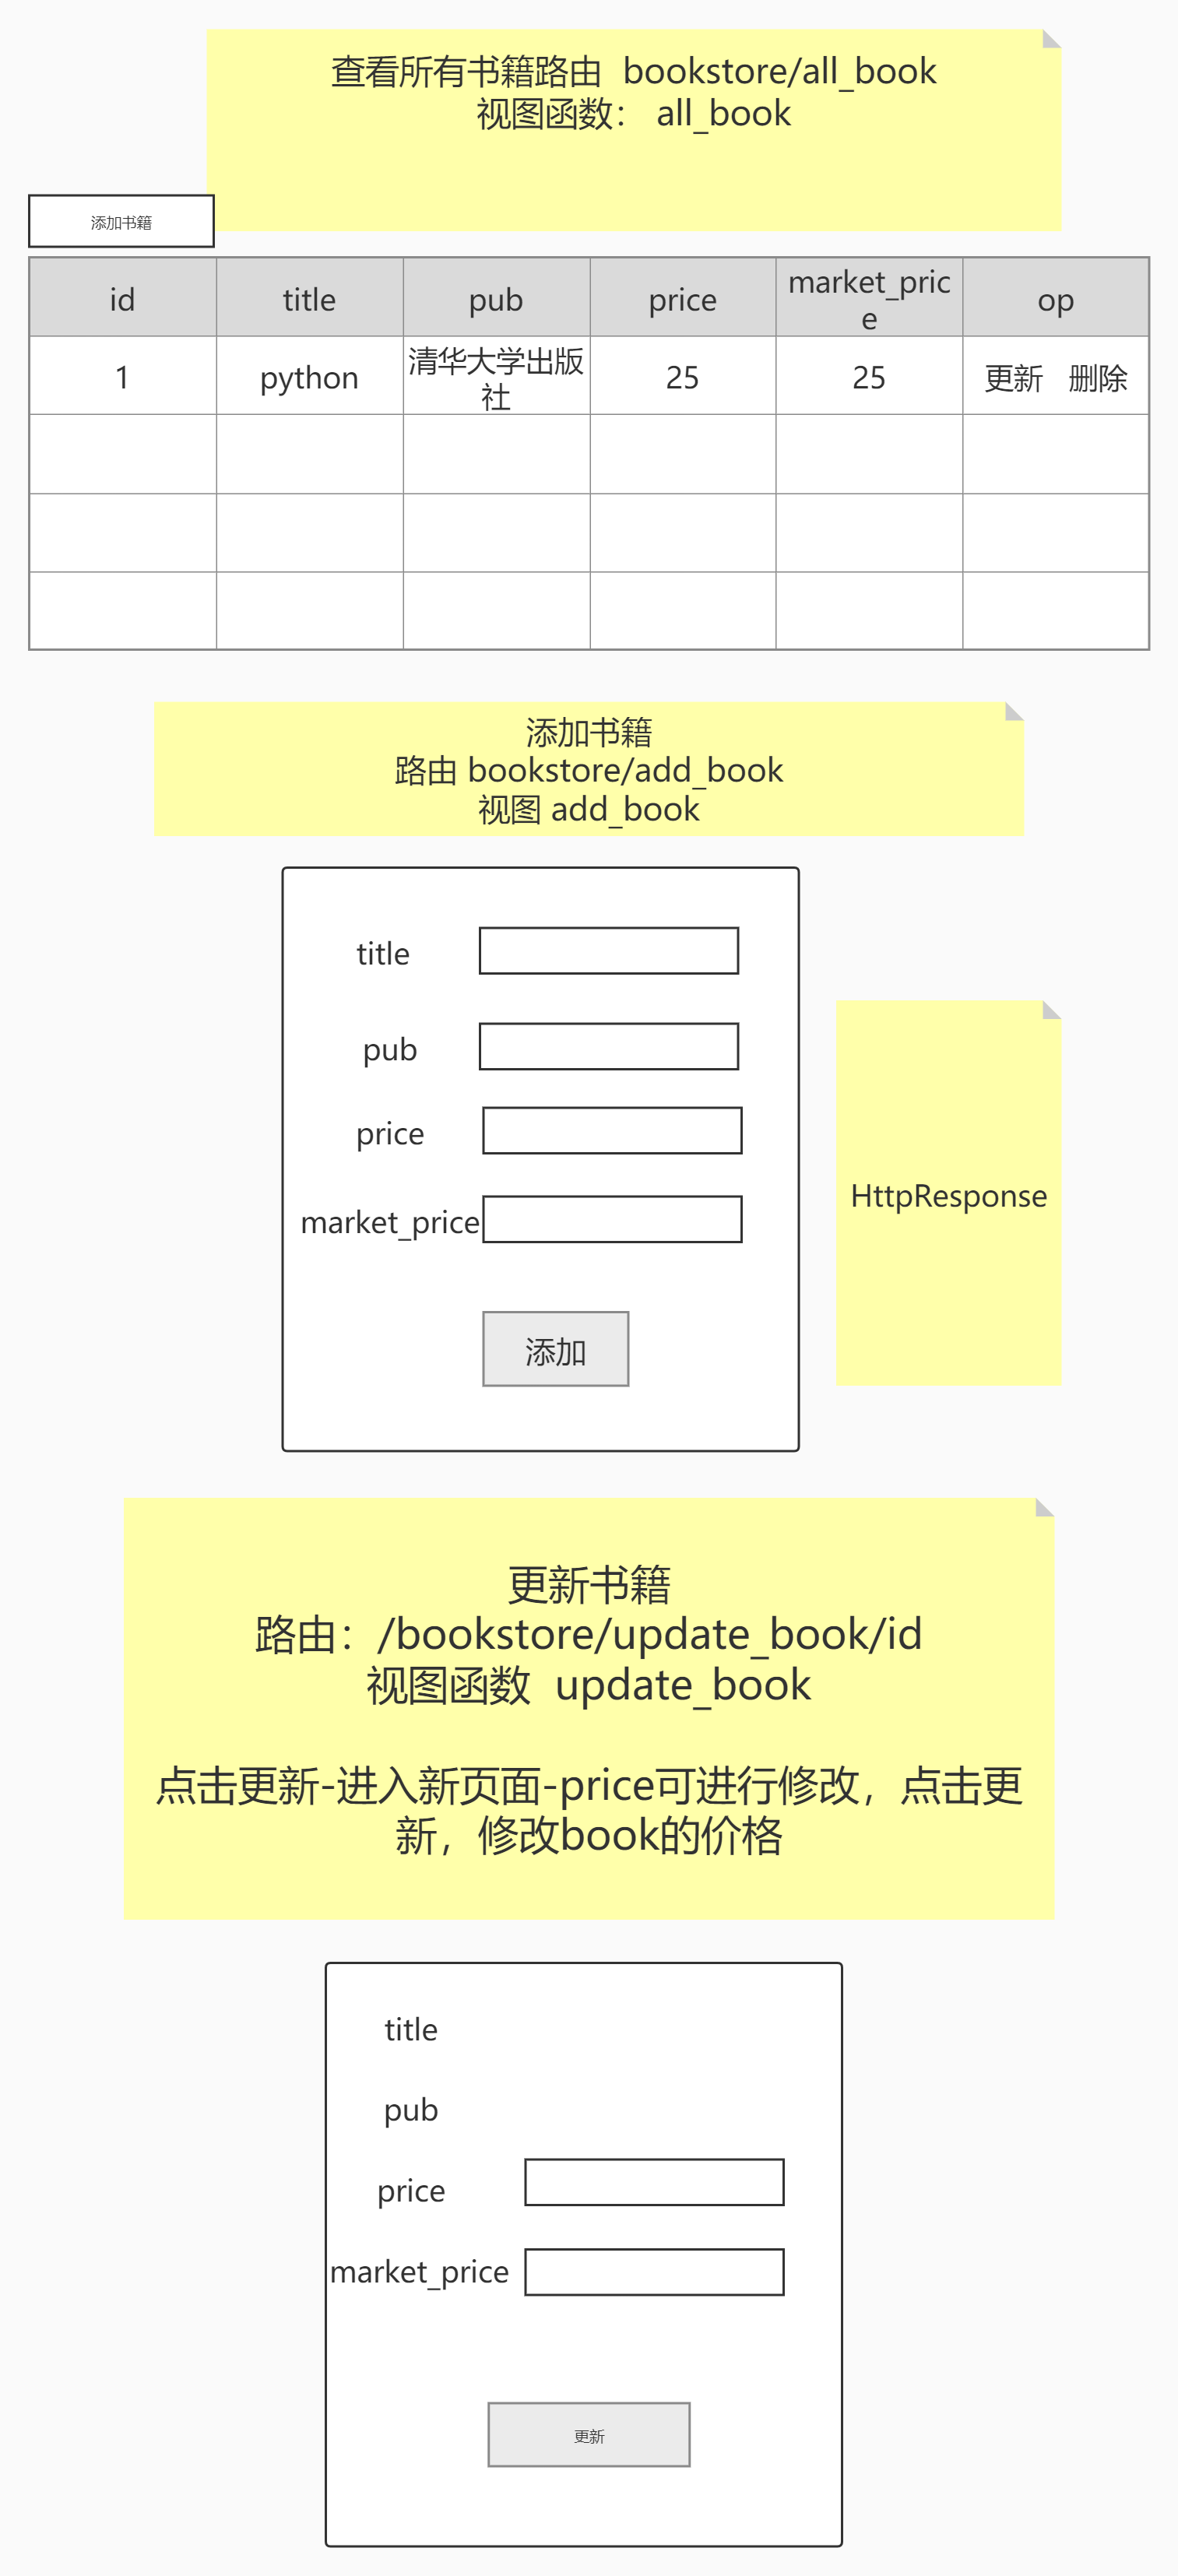 查看所有书籍路由 bookstore/all_book
视图函数： all_book
添加书籍
id title pub price market_pric
e op
1 python 清华大学出版
社 25 25 更新 删除
添加书籍
路由 bookstore/add_book
视图 add_book
title
pub
price
market_price
HttpResponse
添加
更新书籍
路由：/bookstore/update_book/id
视图函数 update_book
点击更新-进入新页面-price可进行修改，点击更
新，修改book的价格
title
pub
price
market_price
更新